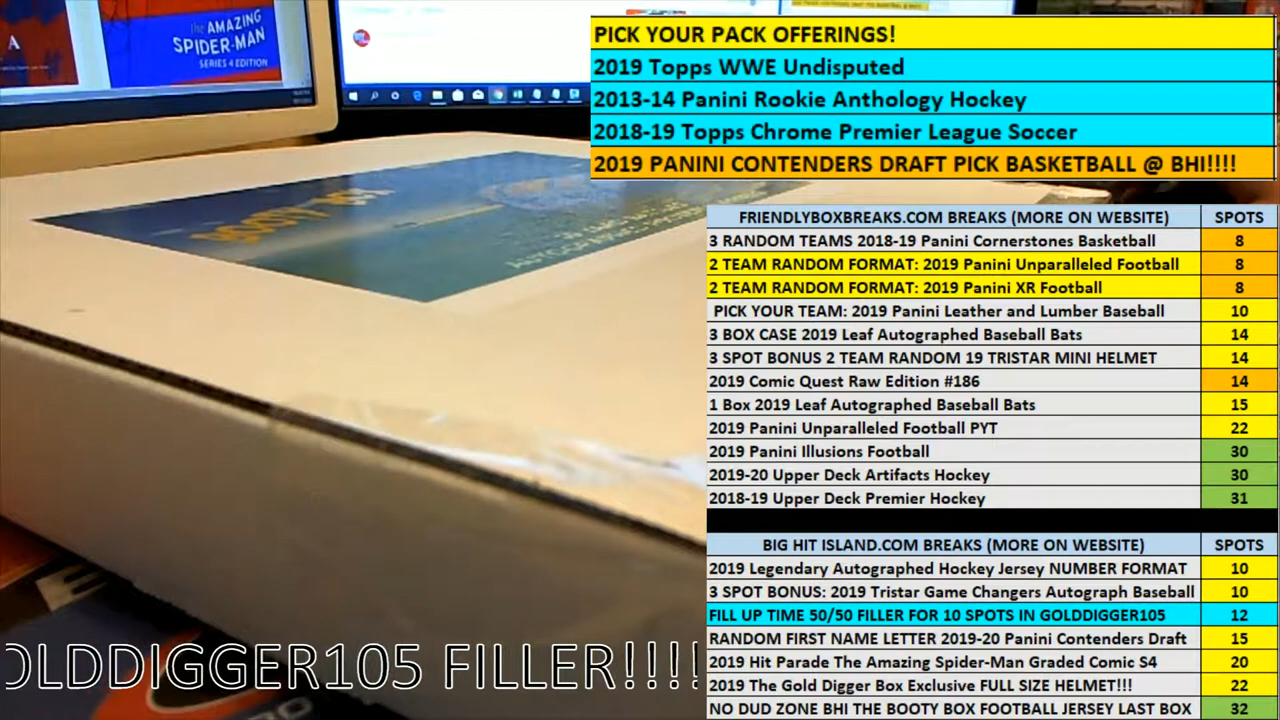 the AMAZING
SPIDER-MAN
SERIES 4 EDITION
A
PICK YOUR PACK OFFERINGS!
2019 Topps WWE Undisputed
2013-14 Panini Rookie Anthology Hockey
2018-19 Topps Chrome Premier League Soccer
2019 PANINI CONTENDERS DRAFT PICK BASKETBALL @ BHI!!!!
BOOTY BOX
FRIENDLYBOXBREAKS.COM BREAKS (MORE ON WEBSITE) SPOTS
3 RANDOM TEAMS 2018-19 Panini Cornerstones Basketball 8
2 TEAM RANDOM FORMAT: 2019 Panini Unparalleled Football 8
2 TEAM RANDOM FORMAT: 2019 Panini XR Football 8
PICK YOUR TEAM: 2019 Panini Leather and Lumber Baseball 10
3 BOX CASE 2019 Leaf Autographed Baseball Bats 14
3 SPOT BONUS 2 TEAM RANDOM 19 TRISTAR MINI HELMET 14
2019 Comic Quest Raw Edition #186 14
1 Box 2019 Leaf Autographed Baseball Bats 15
2019 Panini Unparalleled Football PYT 22
2019 Panini Illusions Football 30
2019-20 Upper Deck Artifacts Hockey 30
2018-19 Upper Deck Premier Hockey 31
BIG HIT ISLAND.COM BREAKS (MORE ON WEBSITE) SPOTS
2019 Legendary Autographed Hockey Jersey NUMBER FORMAT 10
3 SPOT BONUS: 2019 Tristar Game Changers Autograph Baseball 10
FILL UP TIME 50/50 FILLER FOR 10 SPOTS IN GOLDDIGGER105 12
RANDOM FIRST NAME LETTER 2019-20 Panini Contenders Draft 15
2019 Hit Parade The Amazing Spider-Man Graded Comic S4 20
2019 The Gold Digger Box Exclusive FULL SIZE HELMET!!! 22
NO DUD ZONE BHI THE BOOTY BOX FOOTBALL JERSEY LAST BOX 32
OLDDIGGER105 FILLER!!!!